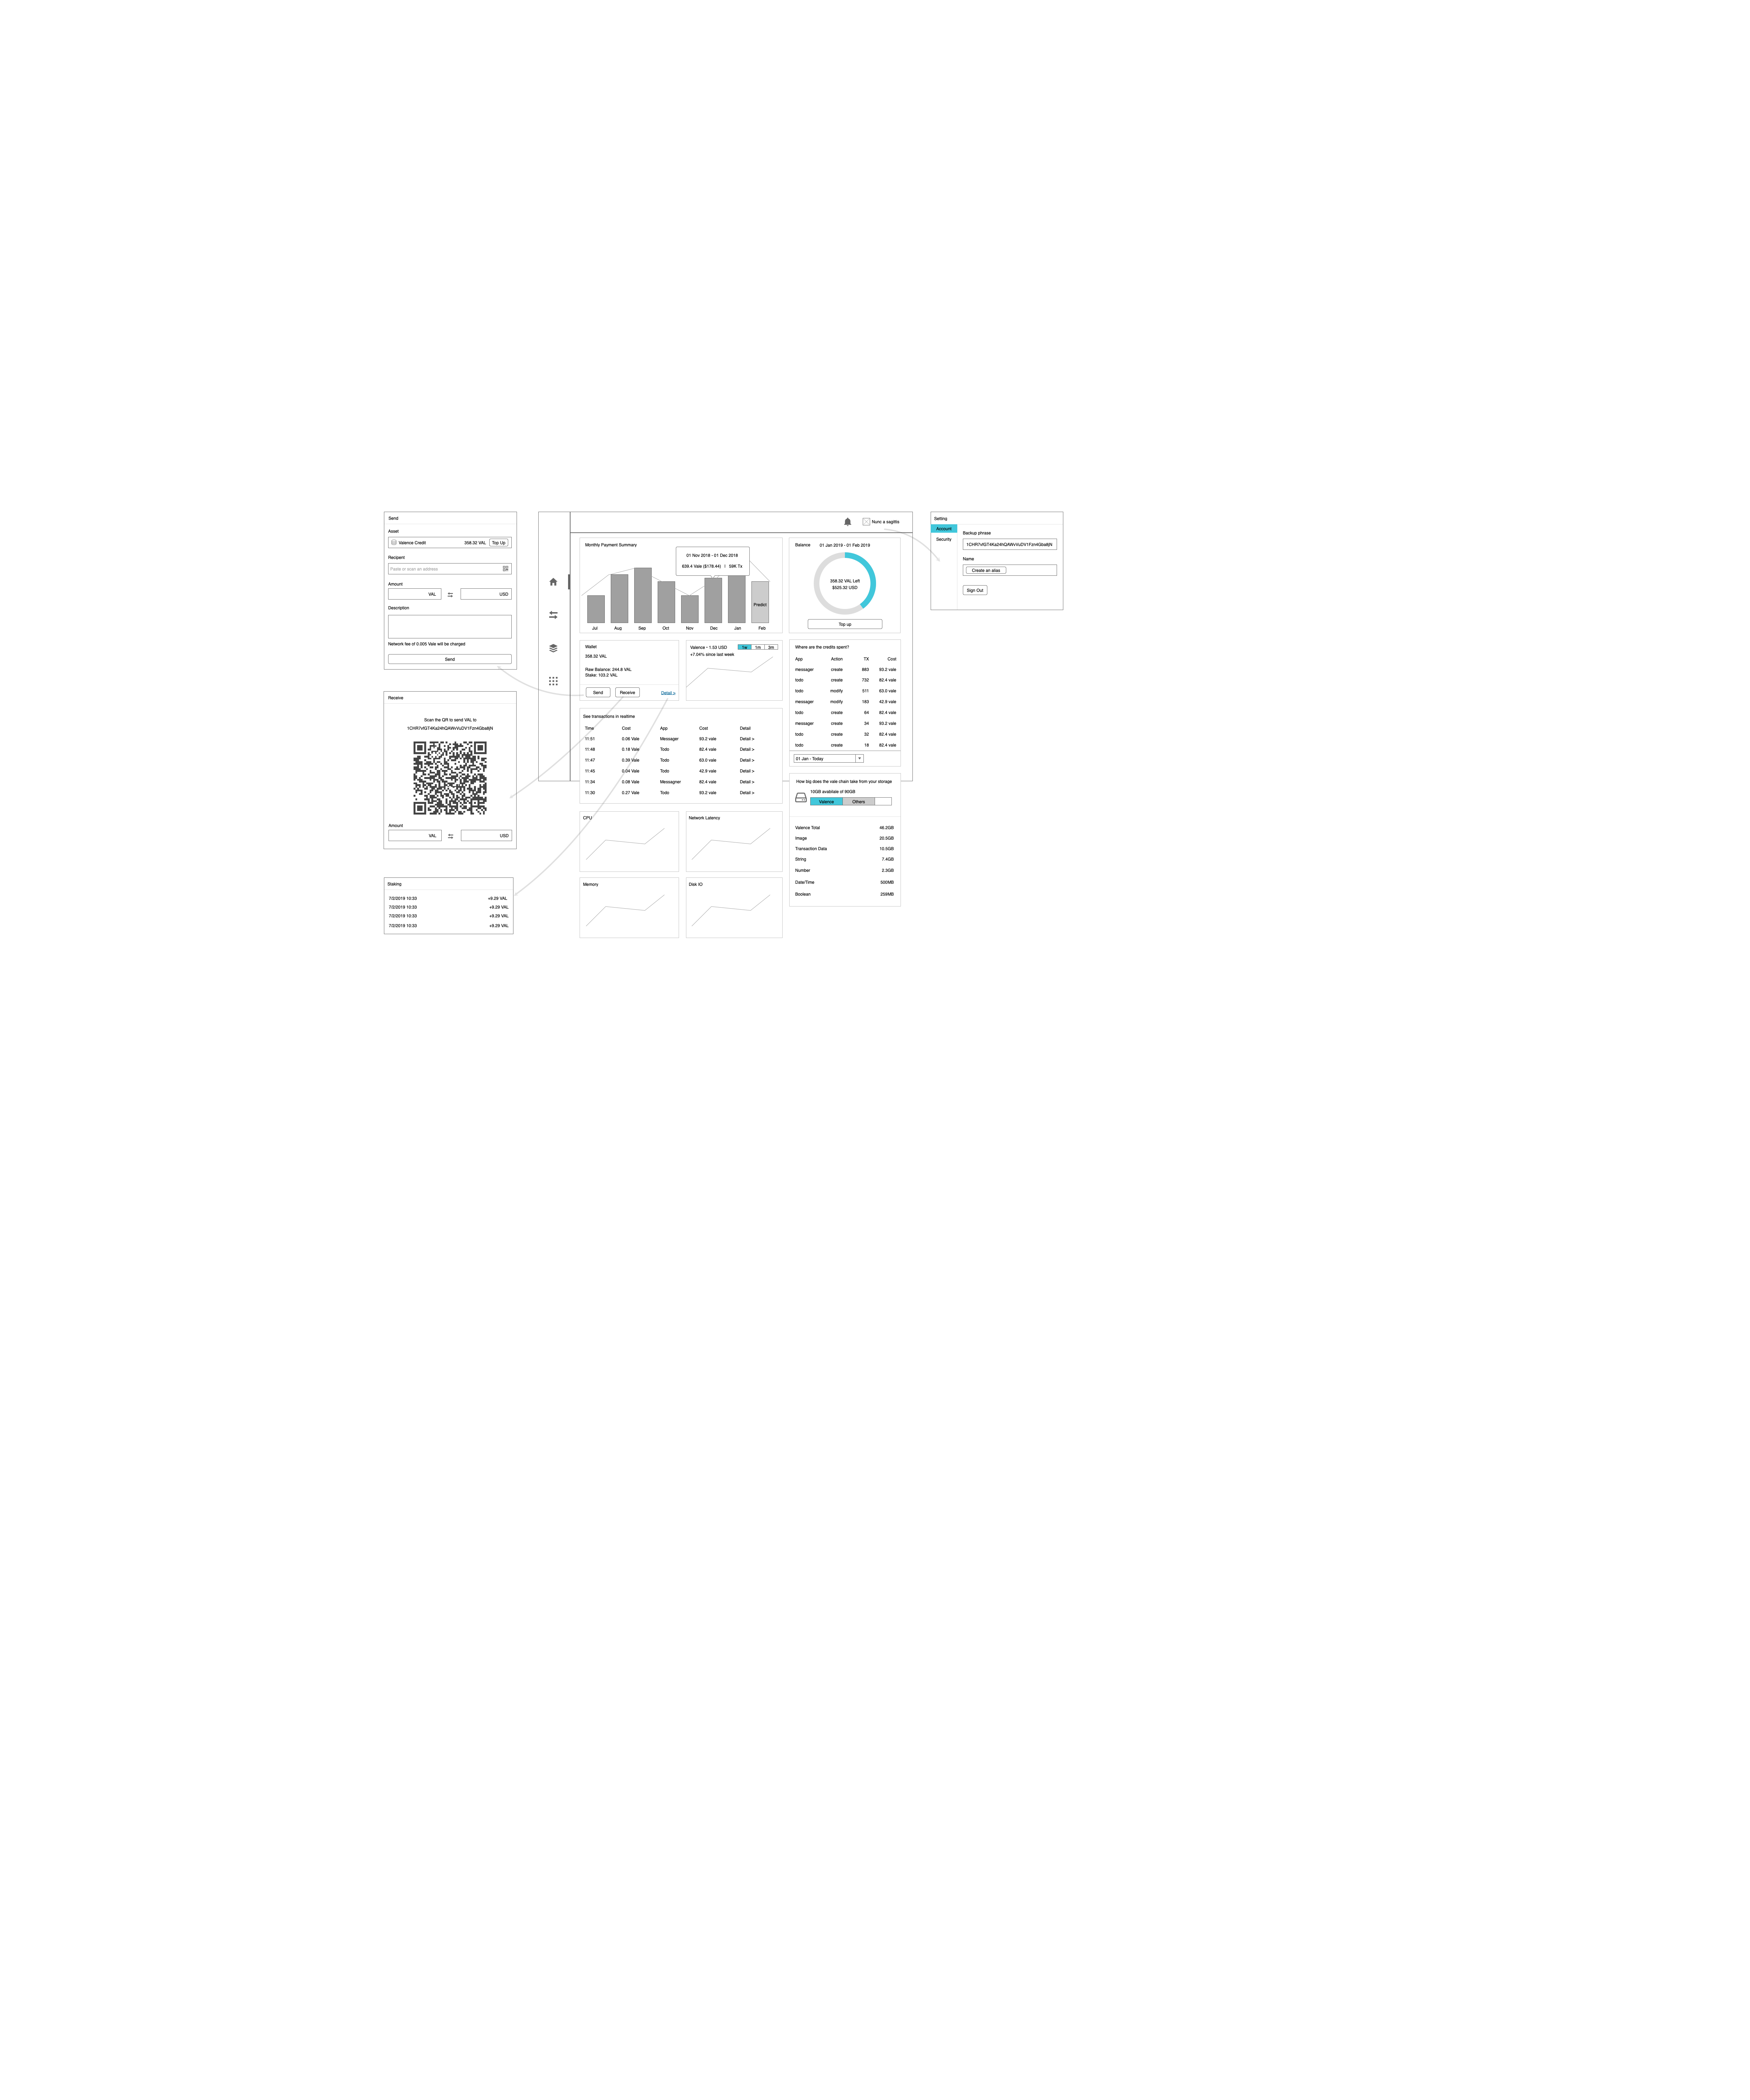 Send
Asset
Valence Credit 358.32 VAL Top Up
Recipent
Paste or scan an address
Amount
VAL USD
Description
Network fee of 0.005 Vale will be charged
Send
Receive
Scan the QR to send VAL to
Amount
VAL USD
Staking
7/2/2019 10:33 +9.29 VAL
7/2/2019 10:33 +9.29 VAL
7/2/2019 10:33 +9.29 VAL
7/2/2019 10:33 +9.29 VAL
Nunc a sagittis
Monthly Payment Summary
01 Nov 2018 - 01 Dec 2018
639.4 Vale ($178.44) I 59K Tx
Predict
Jul Aug Sep Oct Nov Dec Jan Feb
Balance 01 Jan 2019 - 01 Feb 2019
358.32 VAL Left
$525.32 USD
Top up
Wallet
358.32 VAL
Raw Balance: 244.8 VAL
Stake: 103.2 VAL
Send Receive Detail >
Valence • 1.53 USD 1w 1m 3m
+7.04% since last week
Where are the credits spent?
App Action TX Cost
messager create 883 93.2 vale
todo create 732 82.4 vale
todo modify 511 63.0 vale
messager modify 183 42.9 vale
todo create 64 82.4 vale
messager create 34 93.2 vale
todo create 32 82.4 vale
todo create 18 82.4 vale
01 Jan - Today
See transactions in realtime
Time Cost App Cost Detail
11:51 0.06 Vale Messager 93.2 vale Detail >
11:48 0.18 Vale Todo 82.4 vale Detail >
11:47 0.39 Vale Todo 63.0 vale Detail >
11:45 0.04 Vale Todo 42.9 vale Detail >
11:34 0.08 Vale Messagner 82.4 vale Detail >
11:30 0.27 Vale Todo 93.2 vale Detail >
How big does the vale chain take from your storage
10GB availiale of 90GB
Valence Others
Valence Total 46.2GB
Image 25.5GB
Transaction Data 10.5GB
String 7.4GB
Number 2.3GB
Date/Time 500MB
Boolean 259MB
CPU
Network Latency
Memory
Disk IO
Setting
Account
Security
Backup phrase
Name
Create an alias
Sign Out